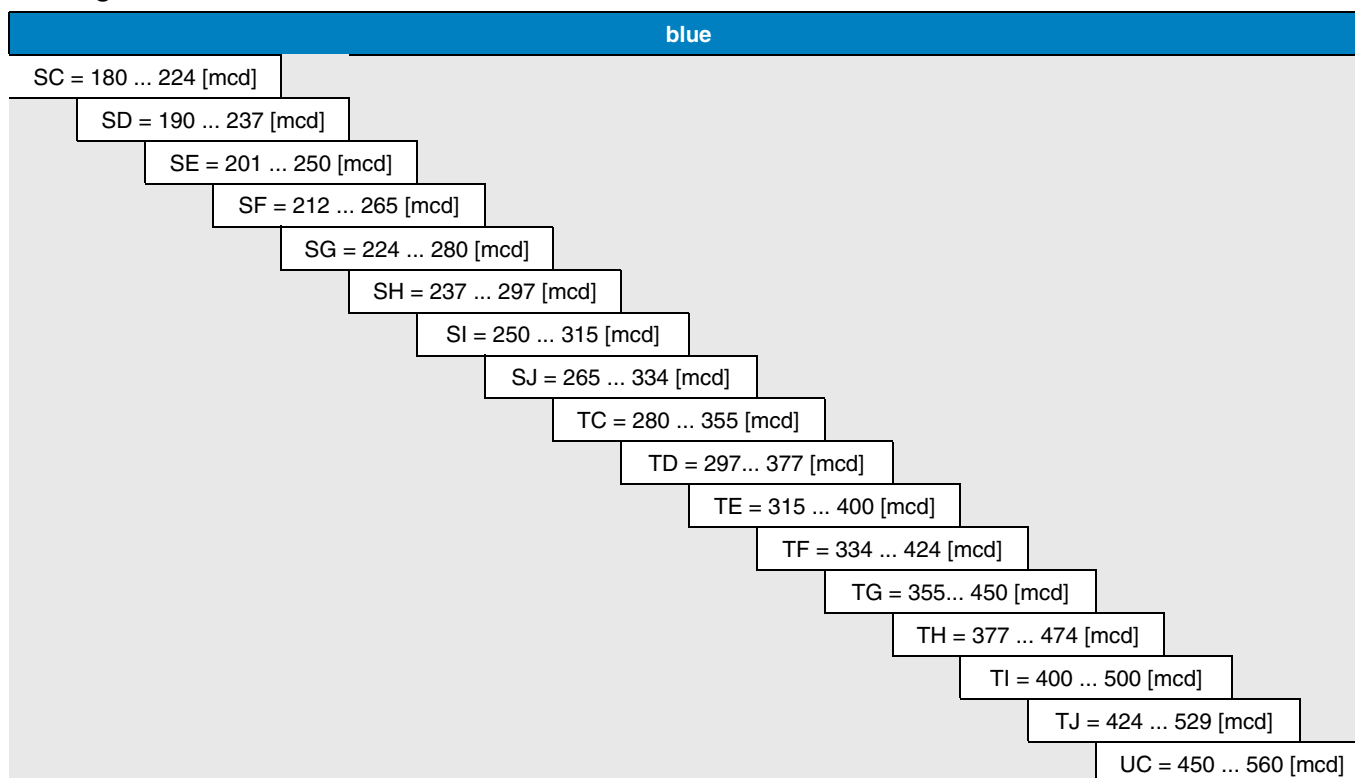 blue
SC = 180 ... 224 [mcd]
SD = 190 ... 237 [mcd]
SE = 201 ... 250 [mcd]
SF = 212 ... 265 [mcd]
SG = 224 ... 280 [mcd]
SH = 237 ... 297 [mcd]
SI = 250 ... 315 [mcd]
SJ = 265 ... 334 [mcd]
TC = 280 ... 355 [mcd]
TD = 297... 377 [mcd]
TE = 315 ... 400 [mcd]
TF = 334 ... 424 [mcd]
TG = 355... 450 [mcd]
TH = 377 ... 474 [mcd]
TI = 400 ... 500 [mcd]
TJ = 424 ... 529 [mcd]
UC = 450 ... 560 [mcd]